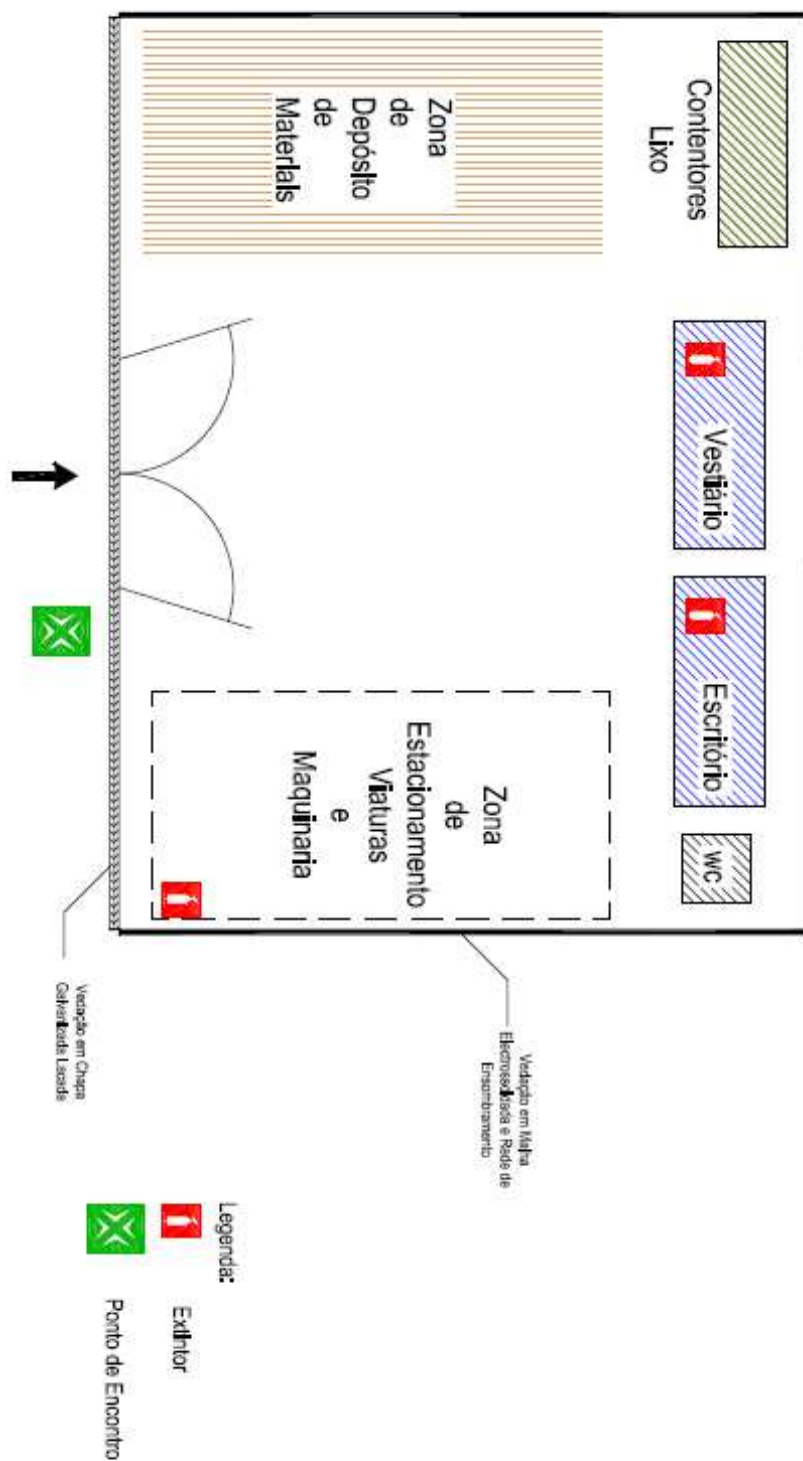 Contentores
Lixo
Vestiário
Escritório
WC
Zona
de
Depósito
de
Materiais
Zona
de
Estacionamento
Viaturas
e
Maquinaria
Vedação em Malha
Electrosoldada e Rede de
Ensombramento
Vedação em Chapa
Galvanizada Lacada
Legenda:
Extintor
Ponto de Encontro